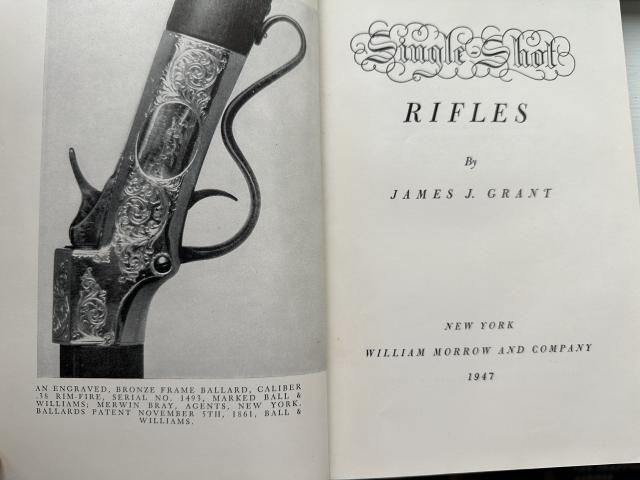 AN ENGRAVED, BRONZE FRAME BALLARD, CALIBER
.38 RIM-FIRE, SERIAL NO. 1493, MARKED BALL &
WILLIAMS; MERWIN BRAY, AGENTS, NEW YORK.
BALLARDS PATENT NOVEMBER 5TH, 1861, BALL &
WILLIAMS.
Single-Shot
RIFLES
By
JAMES J. GRANT
NEW YORK
WILLIAM MORROW AND COMPANY
1947